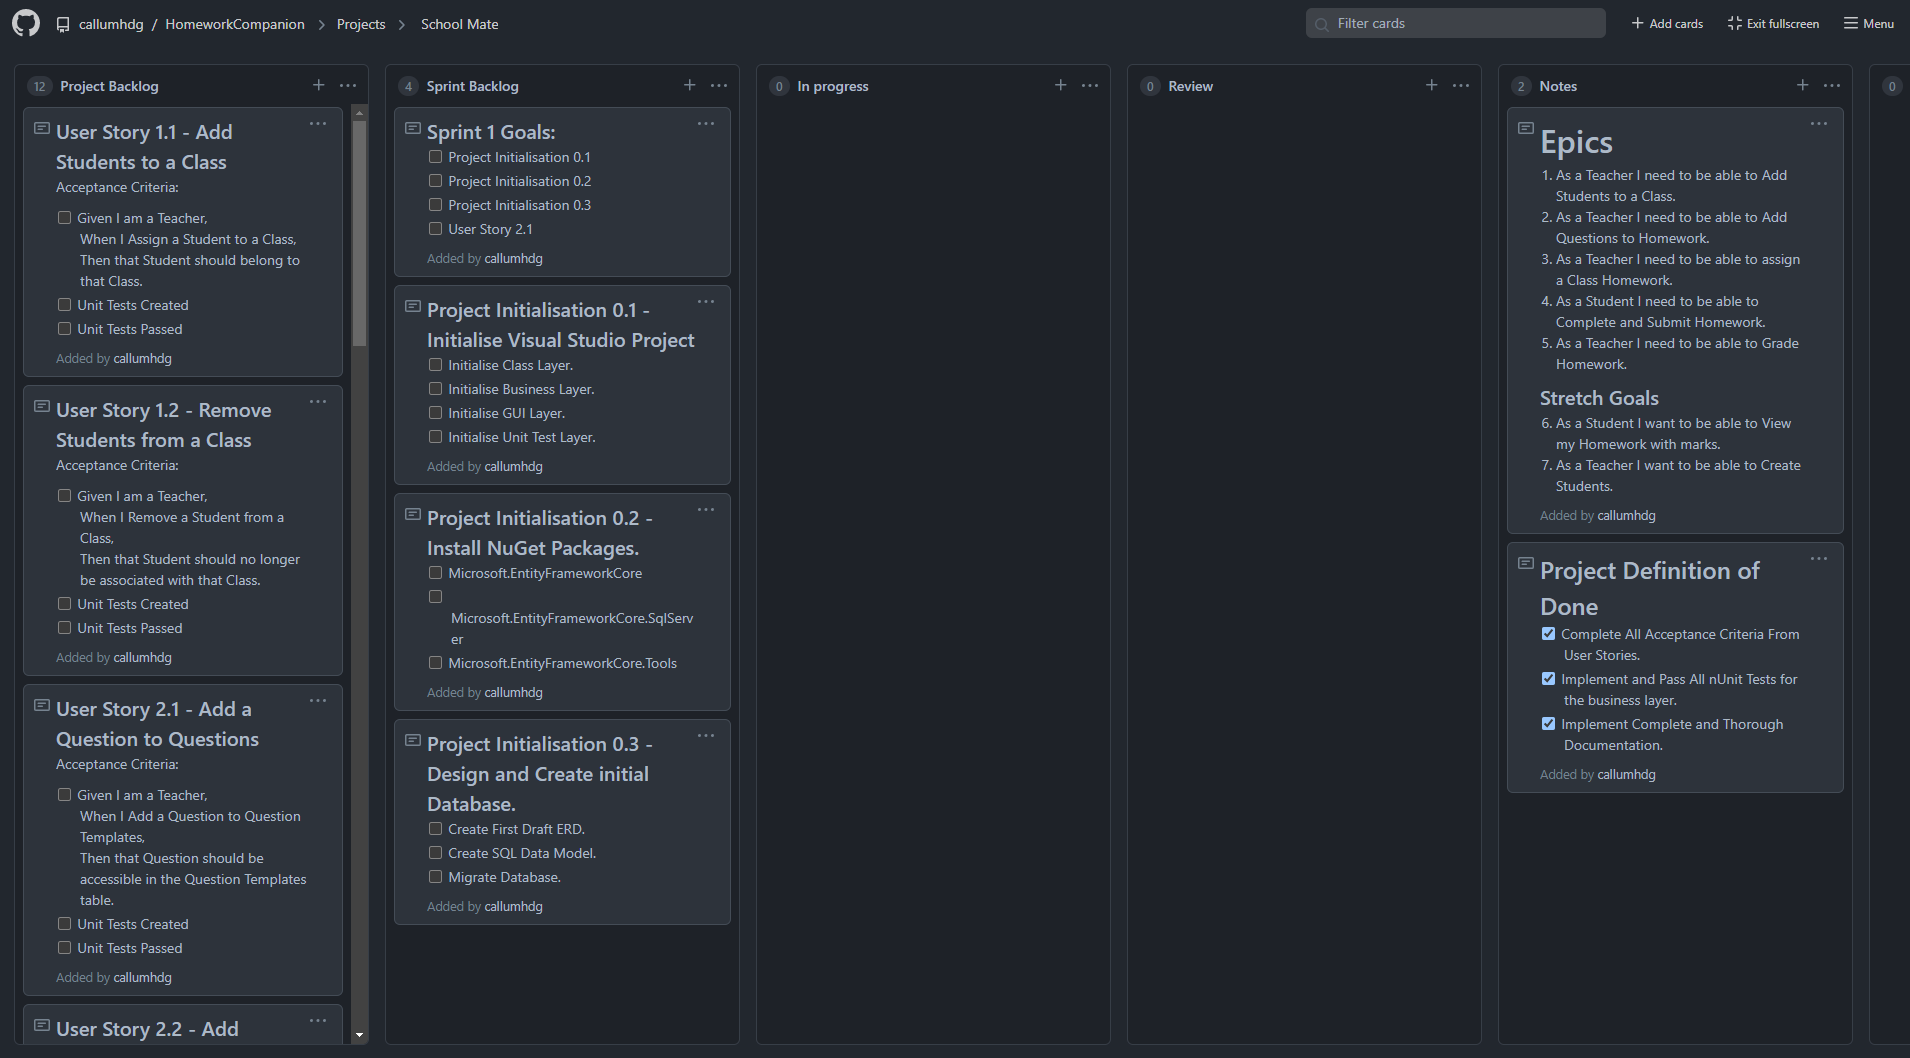 callumhdg / HomeworkCompanion > Projects > School Mate
Filter cards
+ Add cards
Exit fullscreen
Menu
12 Project Backlog
User Story 1.1 - Add
Students to a Class
Acceptance Criteria:
Given I am a Teacher,
When I Assign a Student to a Class,
Then that Student should belong to
that Class.
Unit Tests Created
Unit Tests Passed
Added by callumhdg
User Story 1.2 - Remove
Students from a Class
Acceptance Criteria:
Given I am a Teacher,
When I Remove a Student from a
Class,
Then that Student should no longer
be associated with that Class.
Unit Tests Created
Unit Tests Passed
Added by callumhdg
User Story 2.1 - Add a
Question to Questions
Acceptance Criteria:
Given I am a Teacher,
When I Add a Question to Question
Templates,
Then that Question should be
accessible in the Question Templates
table.
Unit Tests Created
Unit Tests Passed
Added by callumhdg
User Story 2.2 - Add
4 Sprint Backlog
Sprint 1 Goals:
Project Initialisation 0.1
Project Initialisation 0.2
Project Initialisation 0.3
User Story 2.1
Added by callumhdg
Project Initialisation 0.1 -
Initialise Visual Studio Project
Initialise Class Layer.
Initialise Business Layer.
Initialise GUI Layer.
Initialise Unit Test Layer.
Added by callumhdg
Project Initialisation 0.2 -
Install NuGet Packages.
Microsoft.EntityFrameworkCore
Microsoft.EntityFrameworkCore.SqlServ
er
Microsoft.EntityFrameworkCore.Tools
Added by callumhdg
Project Initialisation 0.3 -
Design and Create initial
Database.
Create First Draft ERD.
Create SQL Data Model.
Migrate Database.
Added by callumhdg
0 In progress
0 Review
2 Notes
Epics
1. As a Teacher I need to be able to Add
Students to a Class.
2. As a Teacher I need to be able to Add
Questions to Homework.
3. As a Teacher I need to be able to assign
a Class Homework.
4. As a Student I need to be able to
Complete and Submit Homework.
5. As a Teacher I need to be able to Grade
Homework.
Stretch Goals
6. As a Student I want to be able to View
my Homework with marks.
7. As a Teacher I want to be able to Create
Students.
Added by callumhdg
Project Definition of
Done
Complete All Acceptance Criteria From
User Stories.
Implement and Pass All nUnit Tests for
the business layer.
Implement Complete and Thorough
Documentation.
Added by callumhdg
0